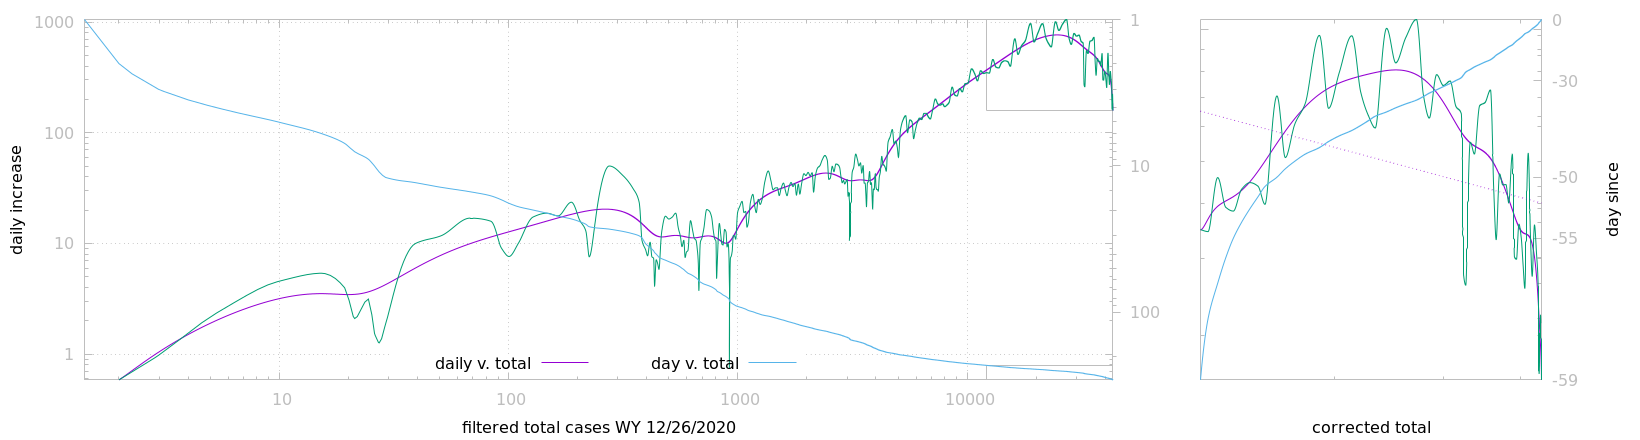 1000
100
10
1
daily increase
10
100
1000
10000
filtered total cases WY 12/26/2020
daily v. total
day v. total
1
10
100
0
-30
-50
-55
-59
day since
corrected total